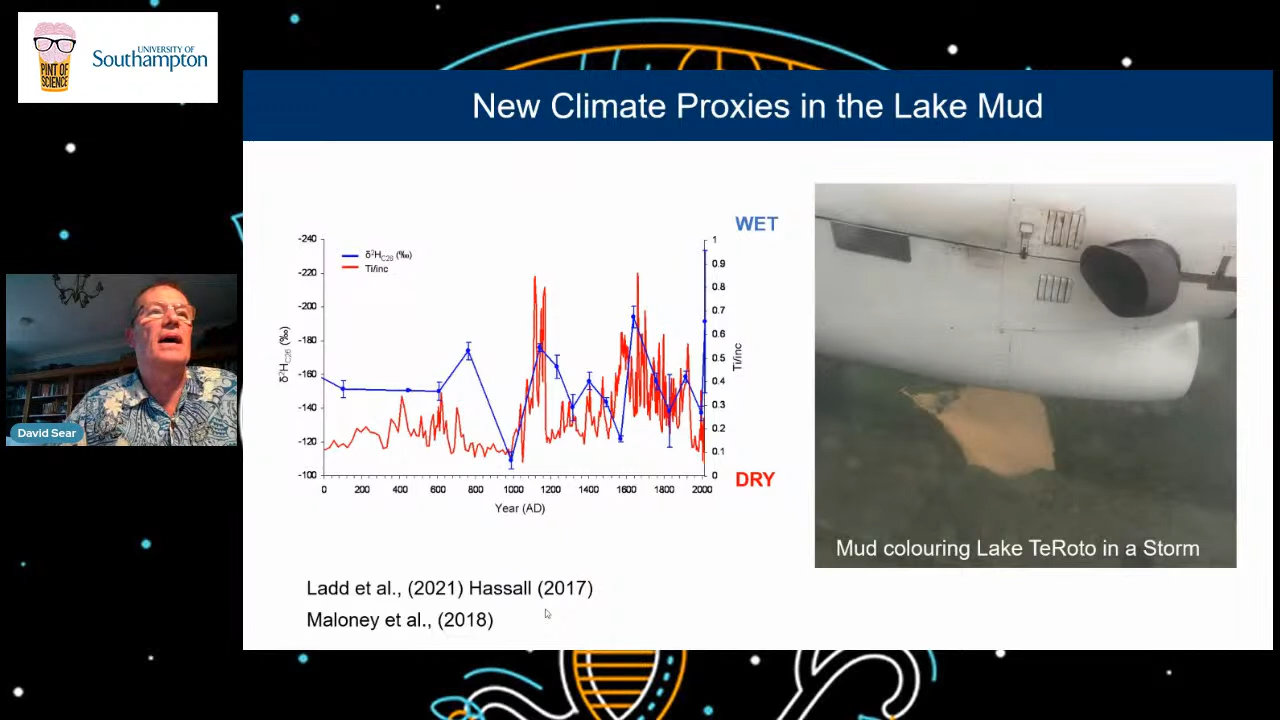 PINT OF
SCIENCE
UNIVERSITY OF
Southampton
New Climate Proxies in the Lake Mud
David Sear
WET
-240
-220
-200
-180
-160
-140
-120
-100
δ²H_C26 (‰)
δ²H_C26 (‰)
Ti/inc
1
0.9
0.8
0.7
0.6
0.5
0.4
0.3
0.2
0.1
0
Ti/inc
0 200 400 600 800 1000 1200 1400 1600 1800 2000
Year (AD)
DRY
Mud colouring Lake TeRoto in a Storm
Ladd et al., (2021) Hassall (2017)
Maloney et al., (2018)